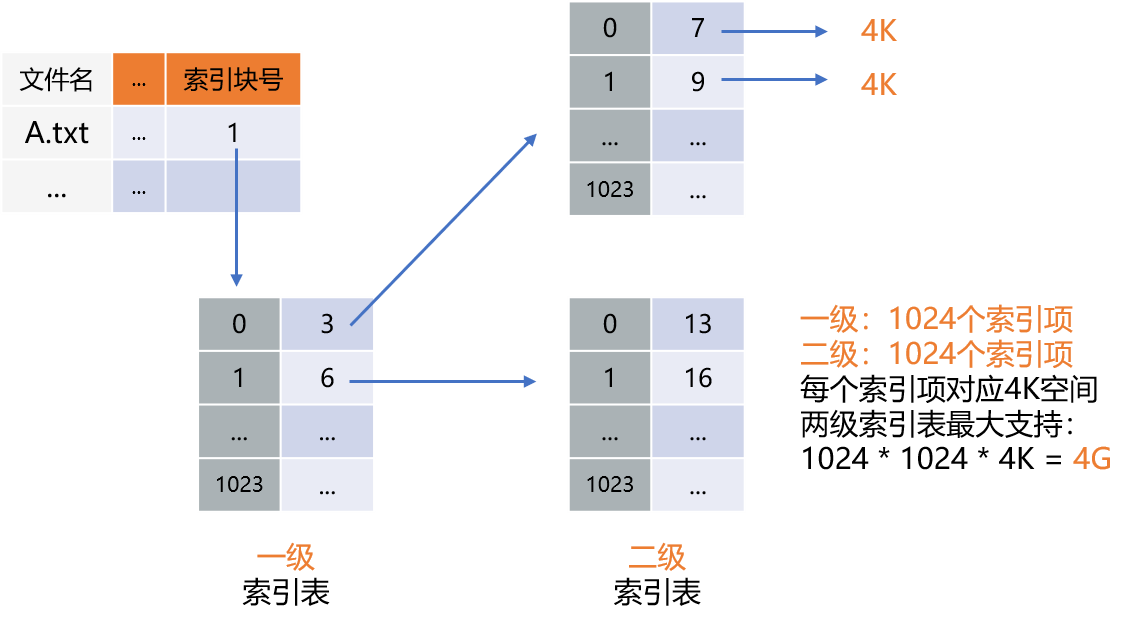 文件名 ... 索引块号
A.txt ... 1
... ...
0 7 4K
1 9 4K
... ...
1023 ...
0 3
1 6
... ...
1023 ...
一级
索引表
0 13
1 16
... ...
1023 ...
二级
索引表
一级：1024个索引项
二级：1024个索引项
每个索引项对应4K空间
两级索引表最大支持：
1024 * 1024 * 4K = 4G